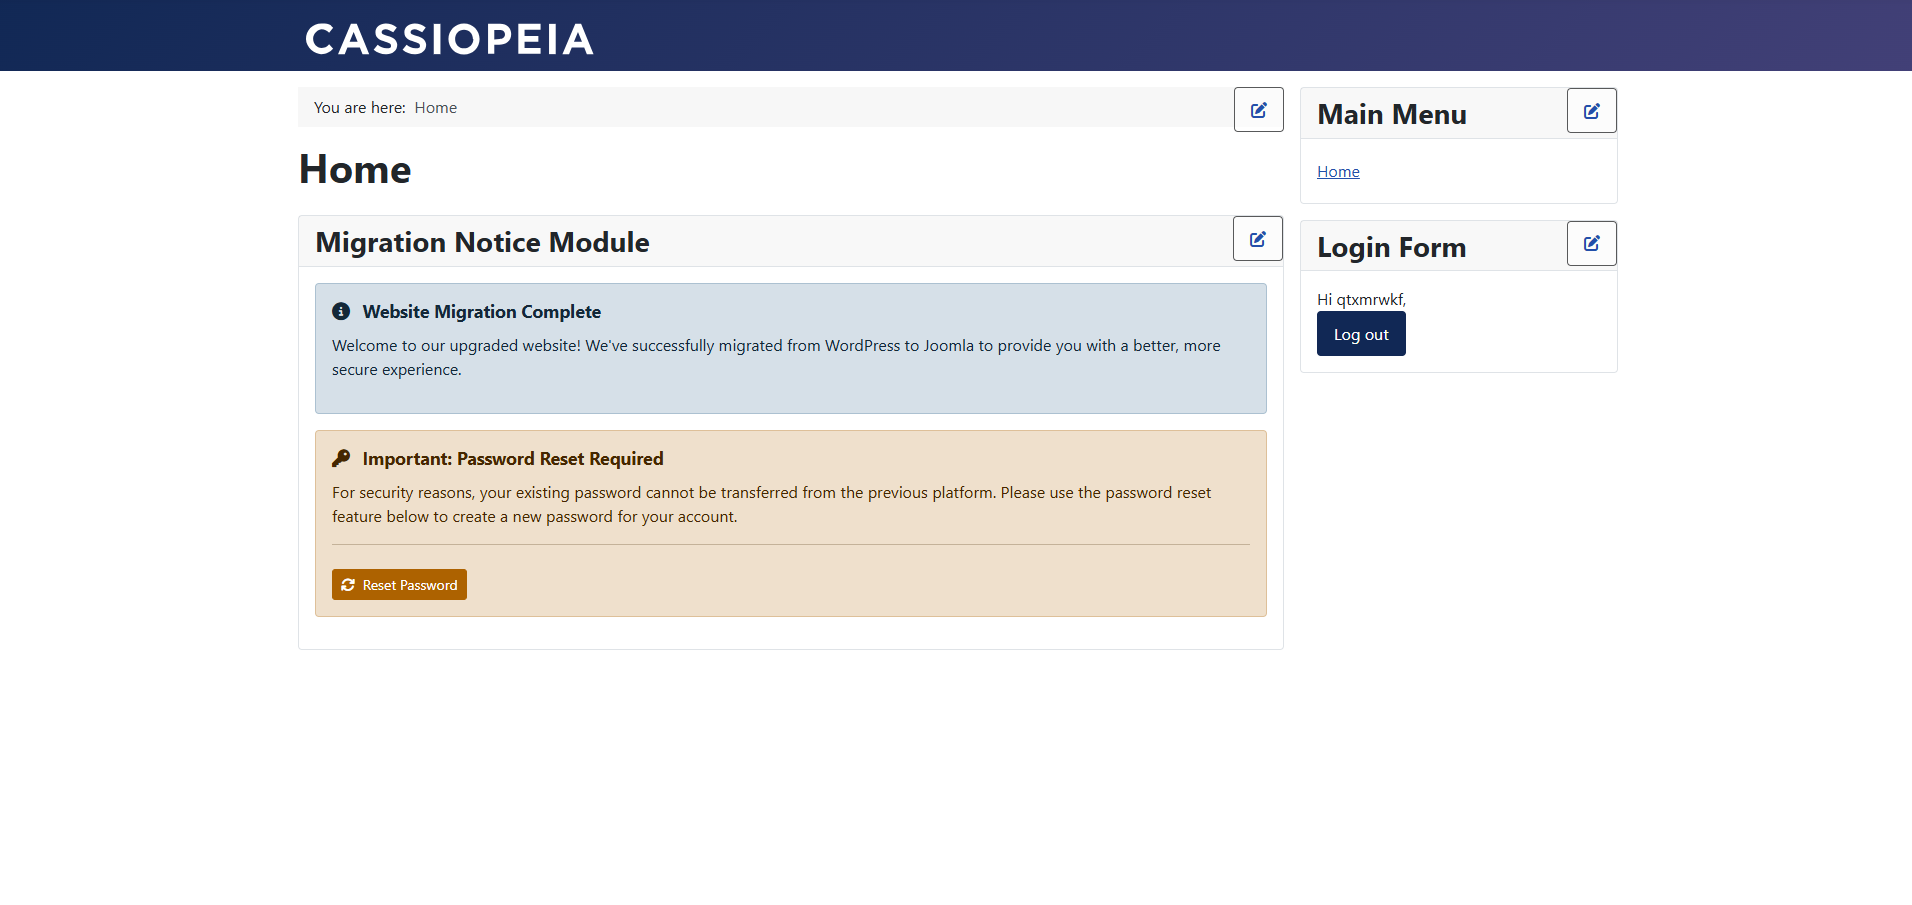 CASSIOPEIA
You are here: Home
Home
Migration Notice Module
Website Migration Complete
Welcome to our upgraded website! We've successfully migrated from WordPress to Joomla to provide you with a better, more
secure experience.
Important: Password Reset Required
For security reasons, your existing password cannot be transferred from the previous platform. Please use the password reset
feature below to create a new password for your account.
Reset Password
Main Menu
Home
Login Form
Hi qtxmrwkf,
Log out